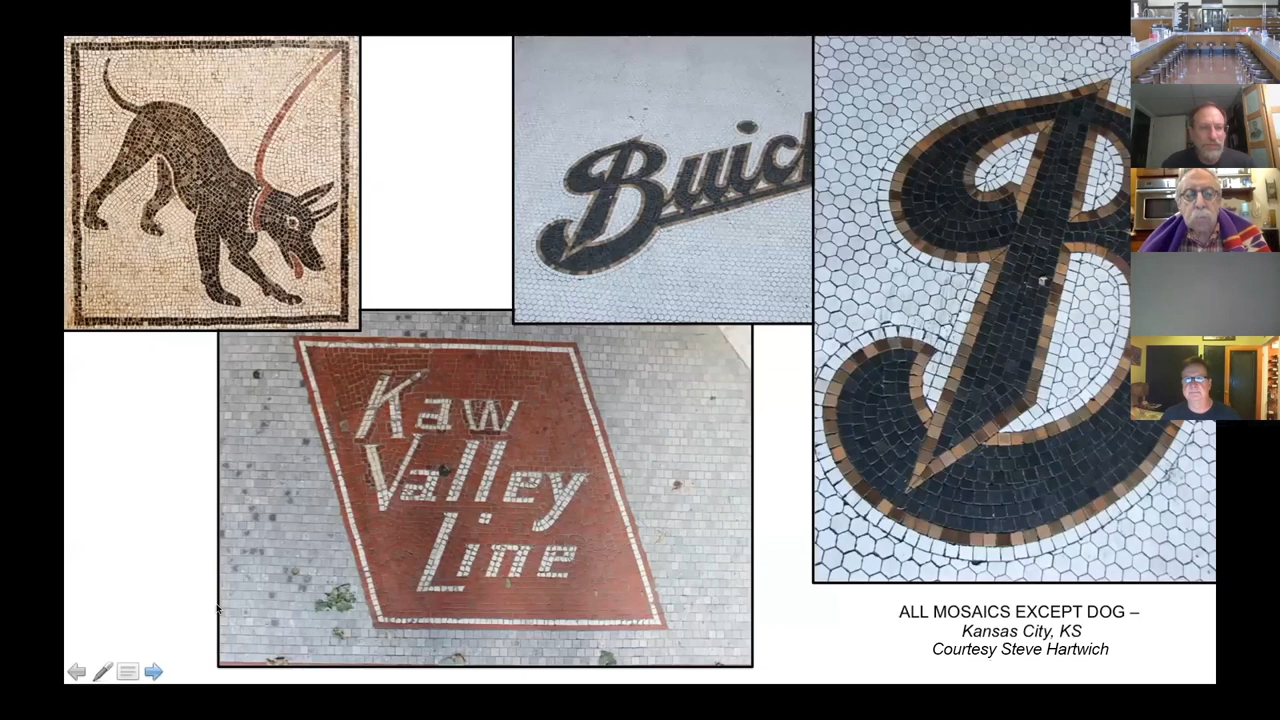 Buick
Kaw
Valley
Line
B
ALL MOSAICS EXCEPT DOG –
Kansas City, KS
Courtesy Steve Hartwich